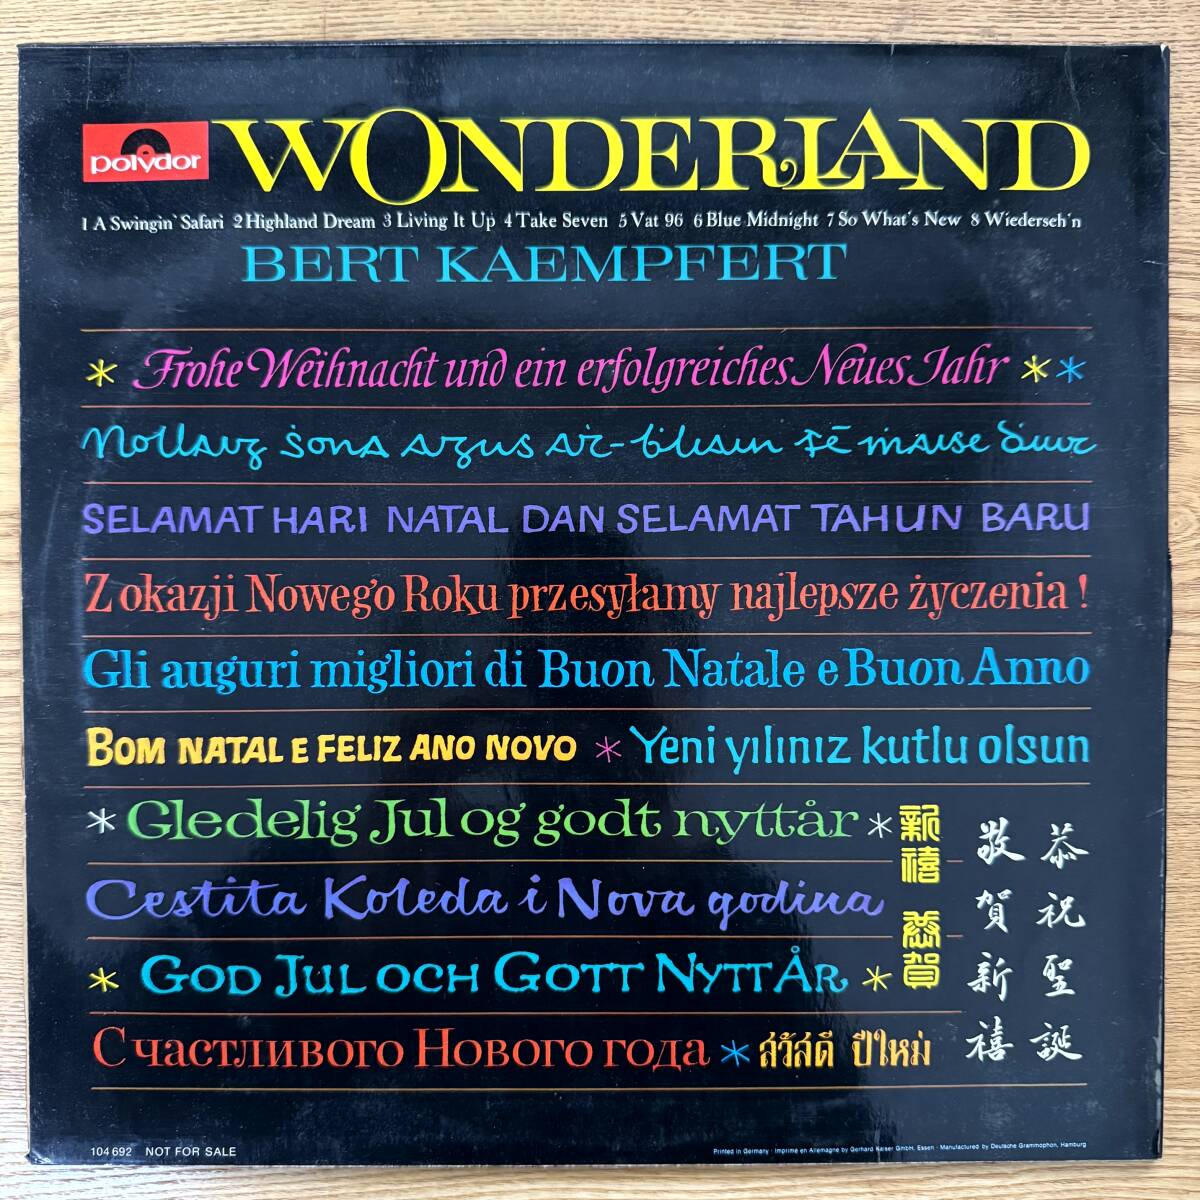 polydor WONDERLAND
1 A Swingin' Safari 2 Highland Dream 3 Living It Up 4 Take Seven 5 Vat 96 6 Blue Midnight 7 So What's New 8 Wiederseh'n
BERT KAEMPFERT
* Frohe Weihnacht und ein erfolgreiches Neues Jahr **
SELAMAT HARI NATAL DAN SELAMAT TAHUN BARU
Z okazji Nowego Roku przesyłamy najlepsze życzenia !
Gli auguri migliori di Buon Natale e Buon Anno
BOM NATAL E FELIZ ANO NOVO * Yeni yılınız kutlu olsun
* Gledelig Jul og godt nyttår *
Cestita Koleda i Nova godina
* GOD JUL OCH GOTT NYTT ÅR *
Счастливого Нового года * สวัสดี ปีใหม่
恭賀
新禧
恭祝聖誕
敬賀新禧
104 692 NOT FOR SALE
Printed in Germany · Imprimé en Allemagne by Gerhard Kaiser GmbH, Essen · Manufactured by Deutsche Grammophon, Hamburg